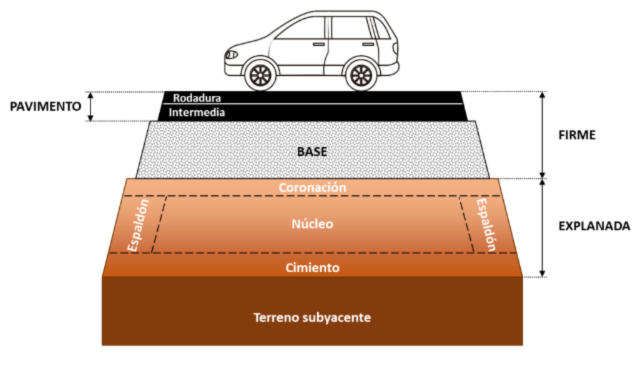 Rodadura
PAVIMENTO
Intermedia
FIRME
BASE
Coronación
Espaldón
Núcleo
Espaldón
EXPLANADA
Cimiento
Terreno subyacente